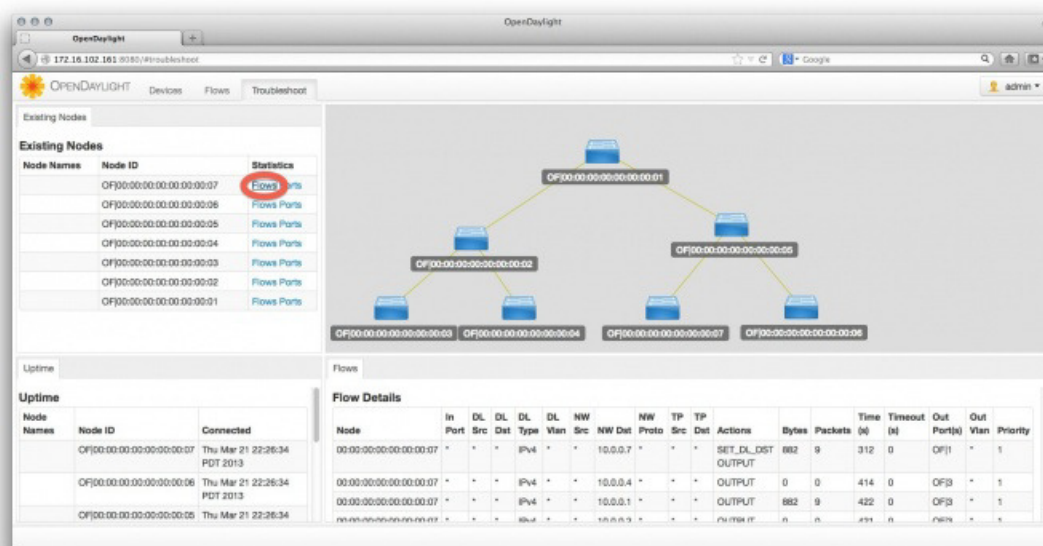 OpenDaylight
OpenDaylight
172.16.102.161:8080/#troubleshoot
Google
OPENDAYLIGHT Devices Flows Troubleshoot admin
Existing Nodes
Existing Nodes
Node Names Node ID Statistics
OF|00:00:00:00:00:00:00:07 Flows Ports
OF|00:00:00:00:00:00:00:06 Flows Ports
OF|00:00:00:00:00:00:00:05 Flows Ports
OF|00:00:00:00:00:00:00:04 Flows Ports
OF|00:00:00:00:00:00:00:03 Flows Ports
OF|00:00:00:00:00:00:00:02 Flows Ports
OF|00:00:00:00:00:00:00:01 Flows Ports
OF|00:00:00:00:00:00:00:01
OF|00:00:00:00:00:00:00:05
OF|00:00:00:00:00:00:00:02
OF|00:00:00:00:00:00:00:03 OF|00:00:00:00:00:00:00:04 OF|00:00:00:00:00:00:00:07 OF|00:00:00:00:00:00:00:06
Uptime
Uptime
Node Names Node ID Connected
OF|00:00:00:00:00:00:00:07 Thu Mar 21 22:26:34
PDT 2013
OF|00:00:00:00:00:00:00:06 Thu Mar 21 22:26:34
PDT 2013
OF|00:00:00:00:00:00:00:05 Thu Mar 21 22:26:34
Flows
Flow Details
Node In Port DL Src DL Dst DL Type DL Vlan NW Src NW Dst NW Proto TP Src TP Dst Actions Bytes Packets Time (s) Timeout (s) Out Port(s) Out Vlan Priority
00:00:00:00:00:00:00:07 * * * IPv4 * * 10.0.0.7 * * * SET_DL_DST 882 9 312 0 OF|1 * 1
OUTPUT
00:00:00:00:00:00:00:07 * * * IPv4 * * 10.0.0.4 * * * OUTPUT 0 0 414 0 OF|3 * 1
00:00:00:00:00:00:00:07 * * * IPv4 * * 10.0.0.1 * * * OUTPUT 882 9 422 0 OF|3 * 1